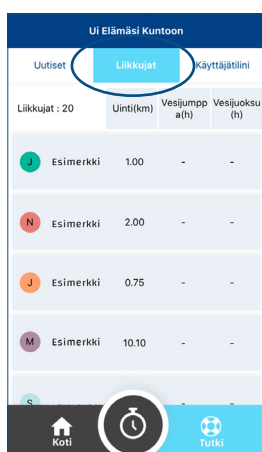 Ui Elämäsi Kuntoon
Uutiset Liikkujat Käyttäjätilini
Liikkujat : 20 Uinti(km) Vesijumpp Vesijuoksu
a(h) (h)
J Esimerkki 1.00 - -
N Esimerkki 2.00 - -
J Esimerkki 0.75 - -
M Esimerkki 10.10 - -
S - -
Koti Tutki